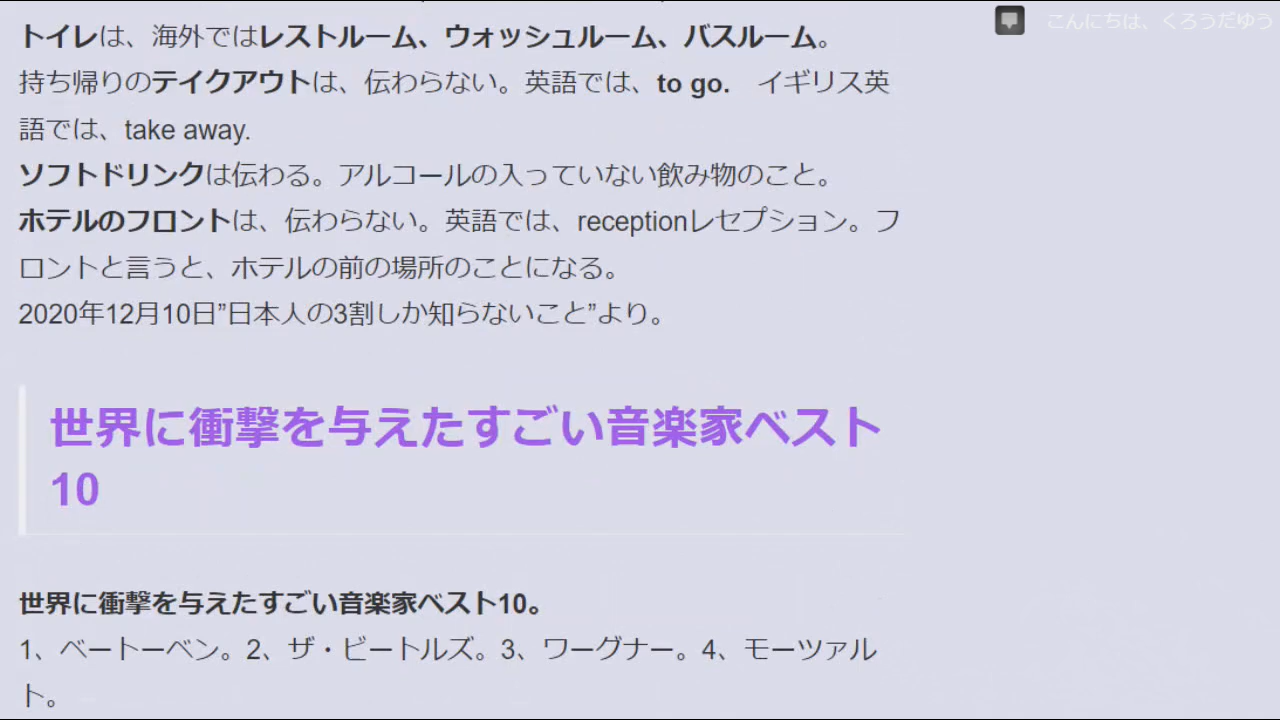 トイレは、海外ではレストルーム、ウォッシュルーム、バスルーム。
持ち帰りのテイクアウトは、伝わらない。英語では、to go.　イギリス英
語では、take away.
ソフトドリンクは伝わる。アルコールの入っていない飲み物のこと。
ホテルのフロントは、伝わらない。英語では、receptionレセプション。フ
ロントと言うと、ホテルの前の場所のことになる。
2020年12月10日”日本人の3割しか知らないこと”より。
世界に衝撃を与えたすごい音楽家ベスト
10
世界に衝撃を与えたすごい音楽家ベスト10。
1、ベートーベン。2、ザ・ビートルズ。3、ワーグナー。4、モーツァル
ト。
こんにちは、くろうだゆう